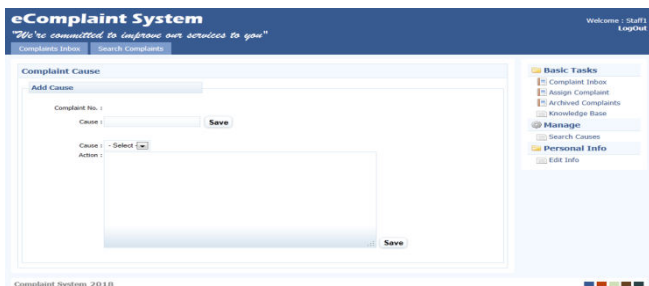 eComplaint System
Welcome : Staff1
LogOut
"We're committed to improve our services to you"
Complaints Inbox
Search Complaints
Complaint Cause
Add Cause
Complaint No. :
Cause :
Save
Cause : - Select -
Action :
Save
Basic Tasks
Complaint Inbox
Assign Complaint
Archived Complaints
Knowledge Base
Manage
Search Causes
Personal Info
Edit Info
Complaint System 2018